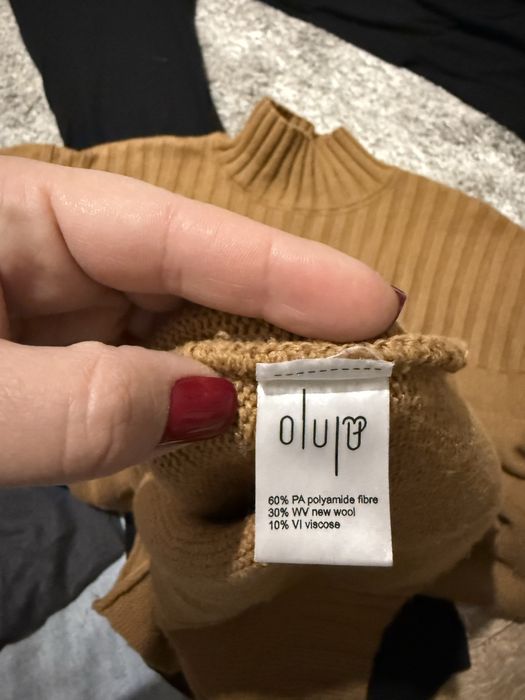 60% PA polyamide fibre
30% WV new wool
10% VI viscose